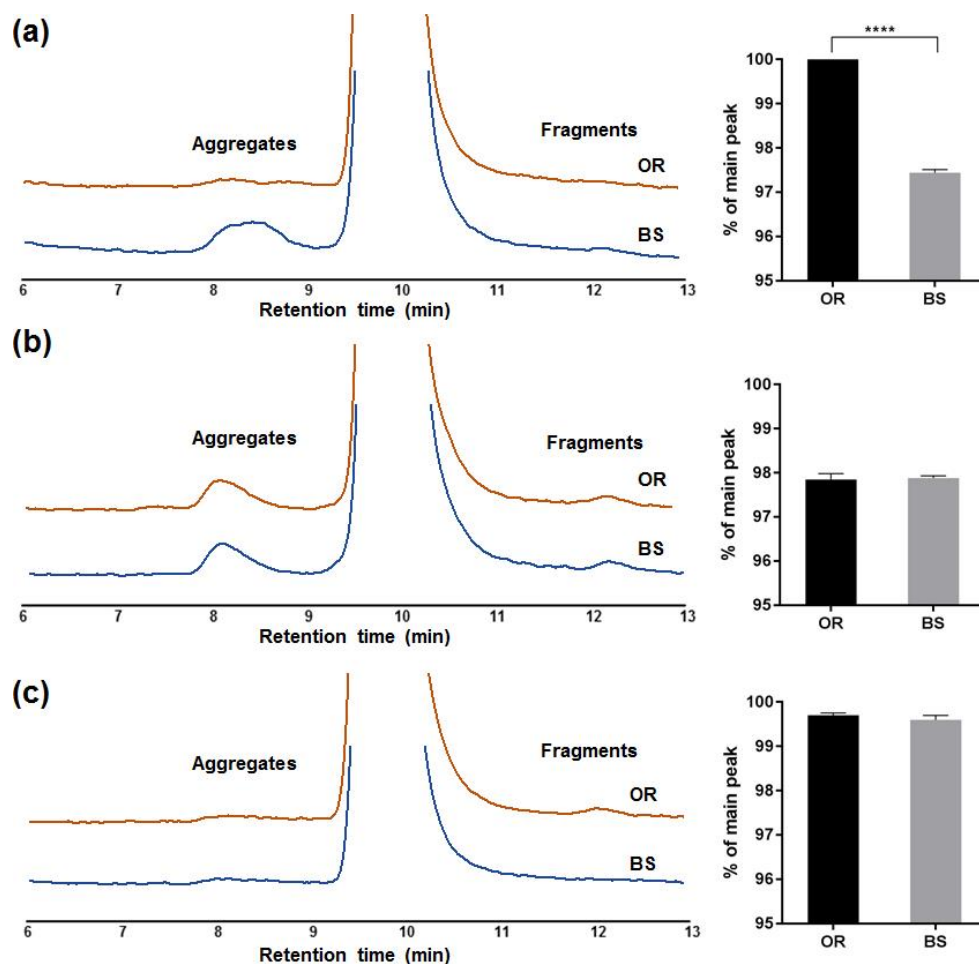 (a)
Aggregates
Fragments
OR
BS
6 7 8 9 10 11 12 13
Retention time (min)
****
% of main peak
100
99
98
97
96
95
OR BS
(b)
Aggregates
Fragments
OR
BS
6 7 8 9 10 11 12 13
Retention time (min)
% of main peak
100
99
98
97
96
95
OR BS
(c)
Aggregates
Fragments
OR
BS
6 7 8 9 10 11 12 13
Retention time (min)
% of main peak
100
99
98
97
96
95
OR BS